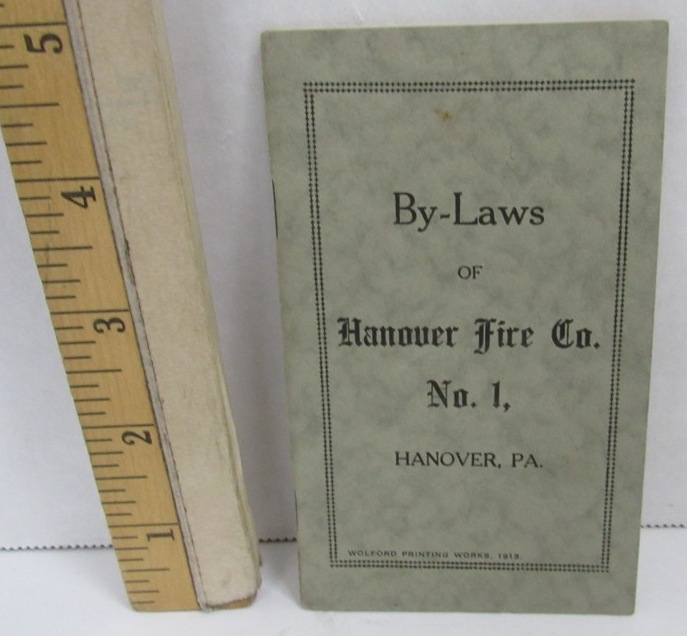 5
4
3
2
1
By-Laws
OF
Hanover Fire Co.
No. 1,
HANOVER, PA.
WOLFORD PRINTING WORKS, 1913.